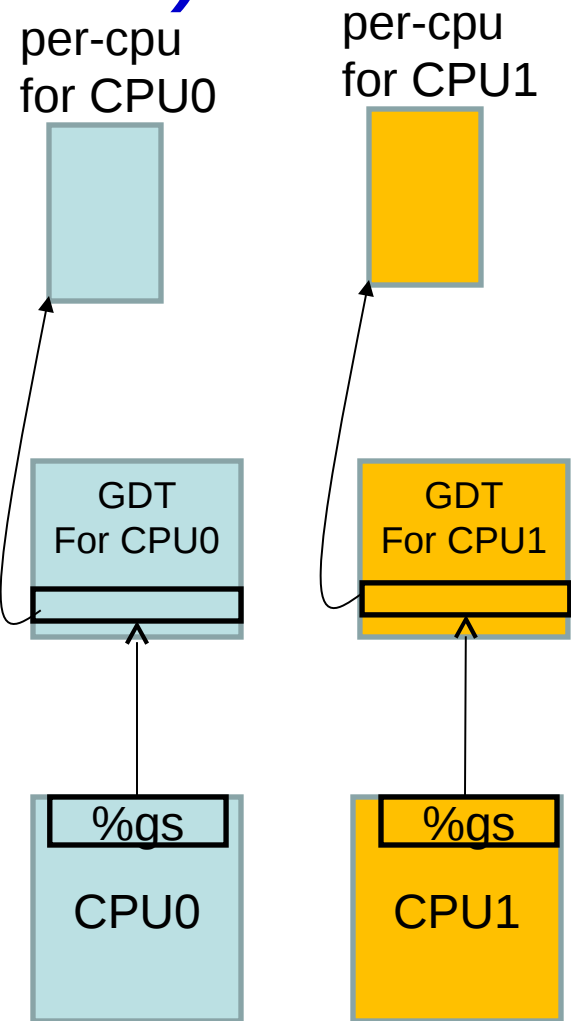 per-cpu
for CPU0
per-cpu
for CPU1
GDT
For CPU0
GDT
For CPU1
%gs
CPU0
%gs
CPU1